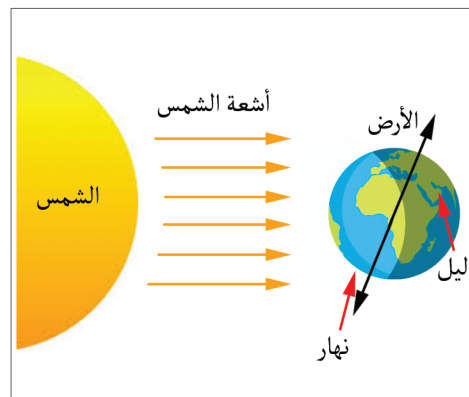 أشعة الشمس
الأرض
الشمس
ليل
نهار